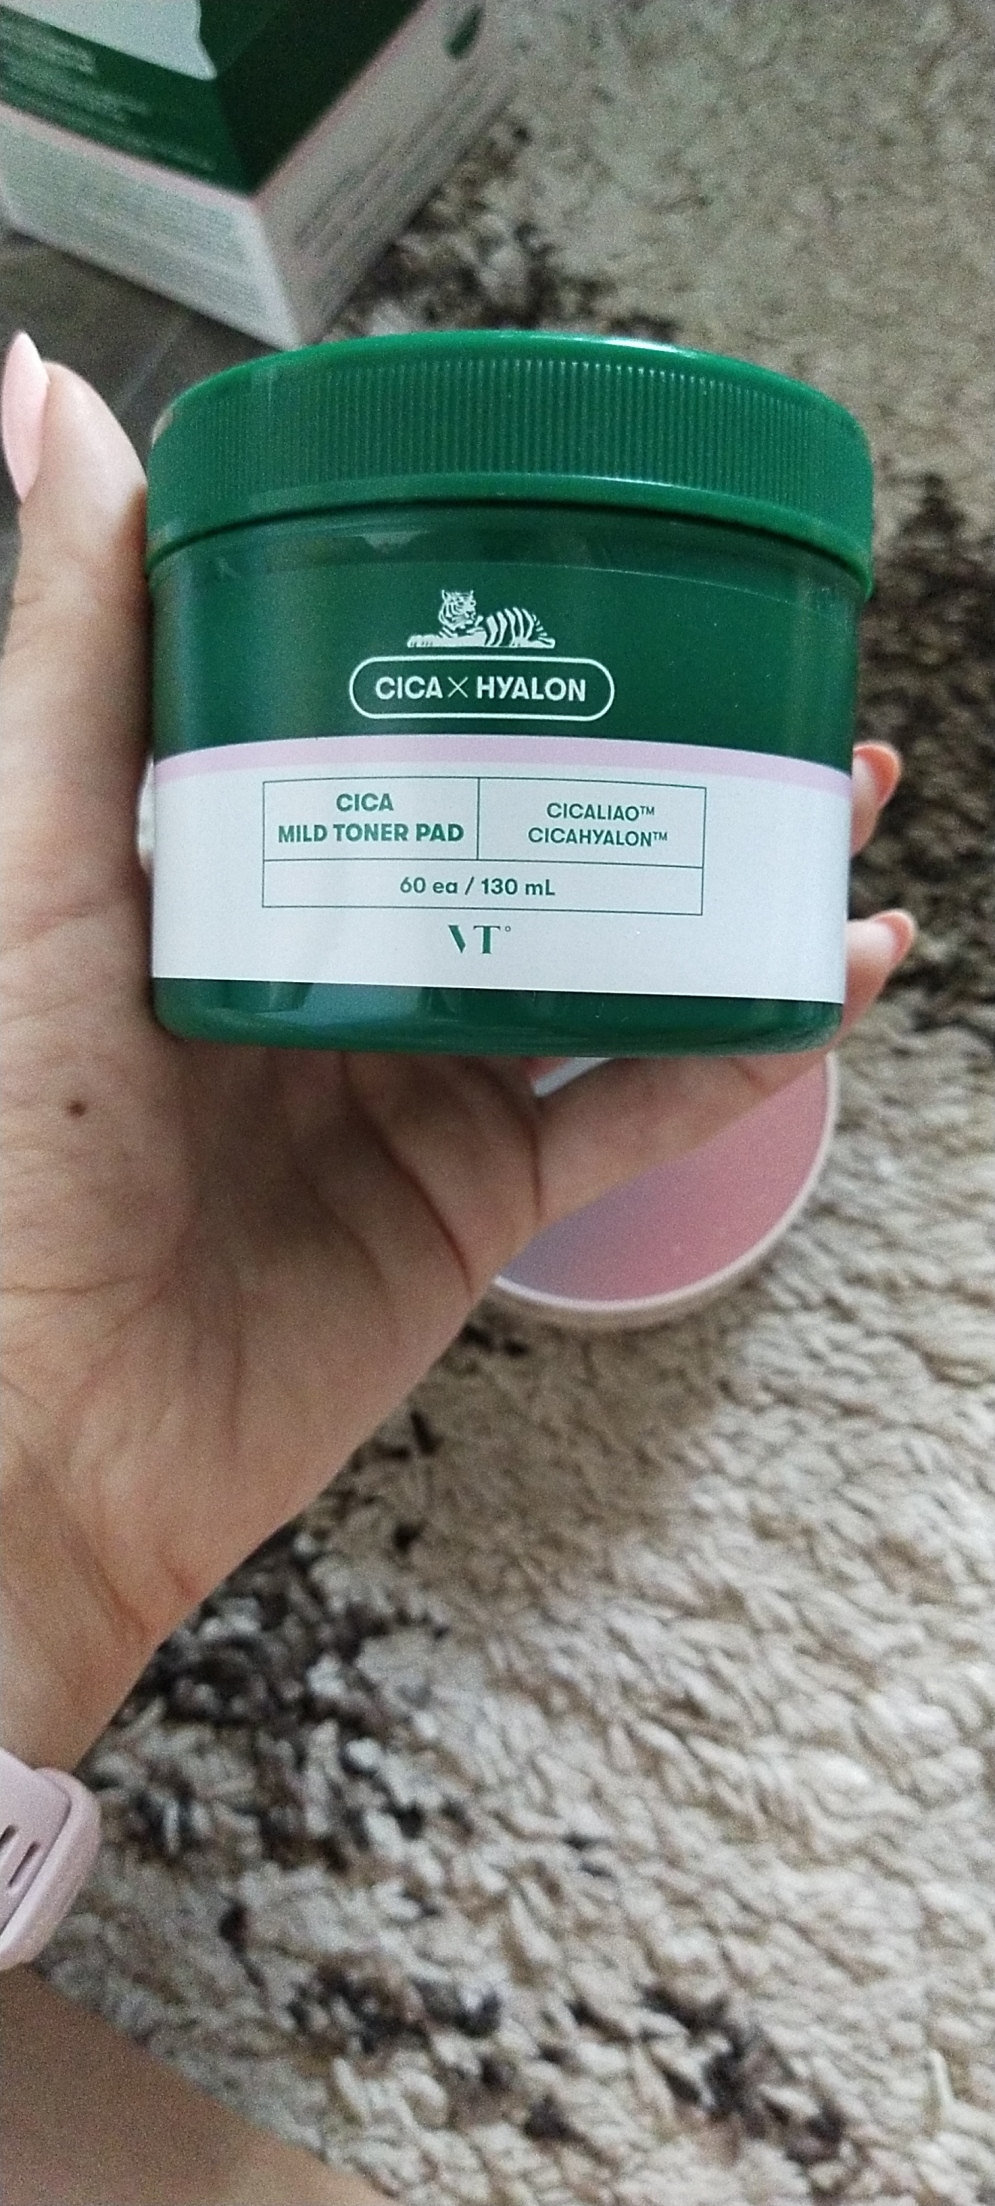 CICA × HYALON
CICA
MILD TONER PAD
CICALIAO™
CICAHYALON™
60 ea / 130 mL
VT°